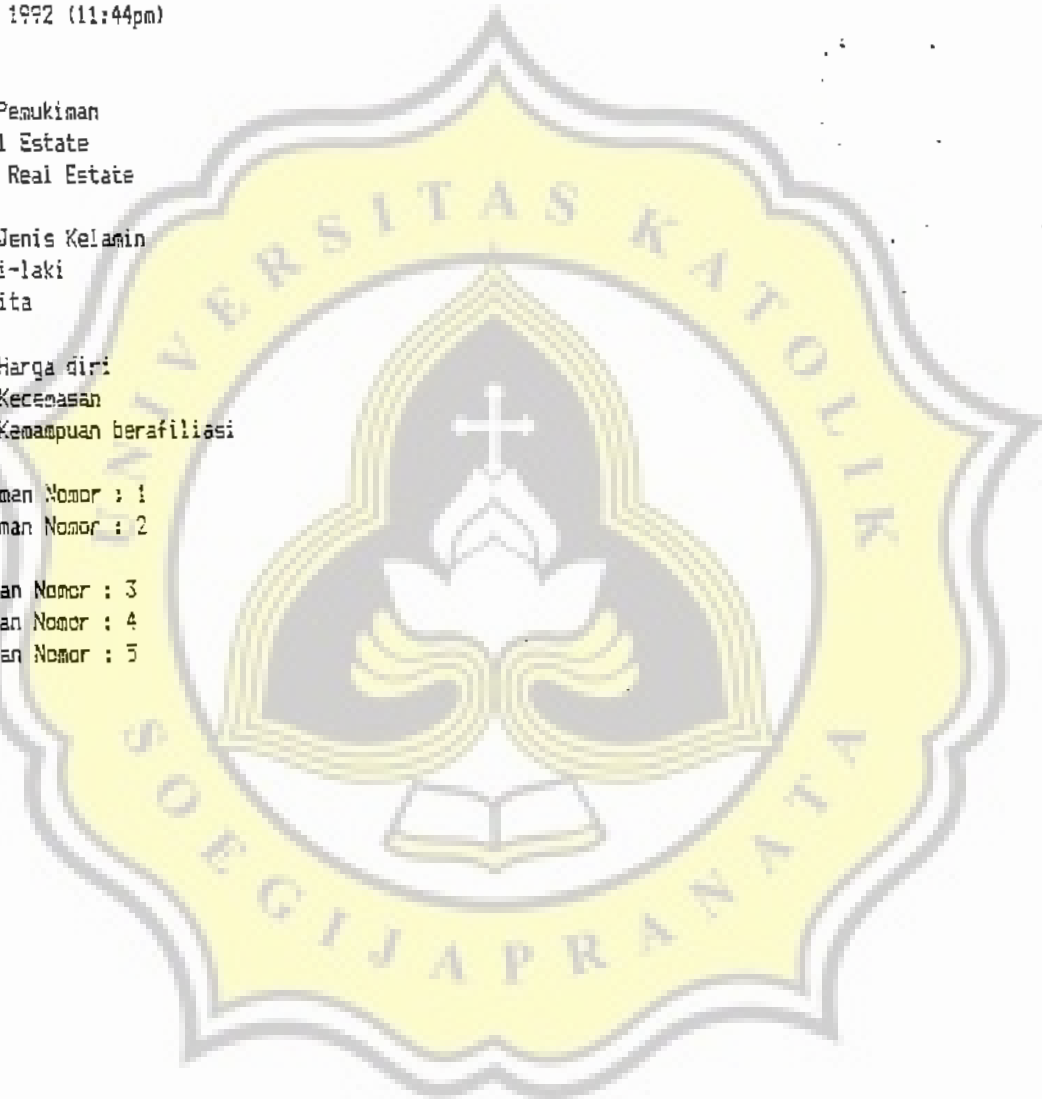 1992 (11:44pm)
Pemukiman
l Estate
Real Estate
Jenis Kelamin
i-laki
ita
Harga diri
Kecemasan
Kemampuan berafiliasi
man Nomor : 1
man Nomor : 2
an Nomor : 3
an Nomor : 4
an Nomor : 5
UNIVERSITAS KATOLIK
SOEGIJAPRANATA